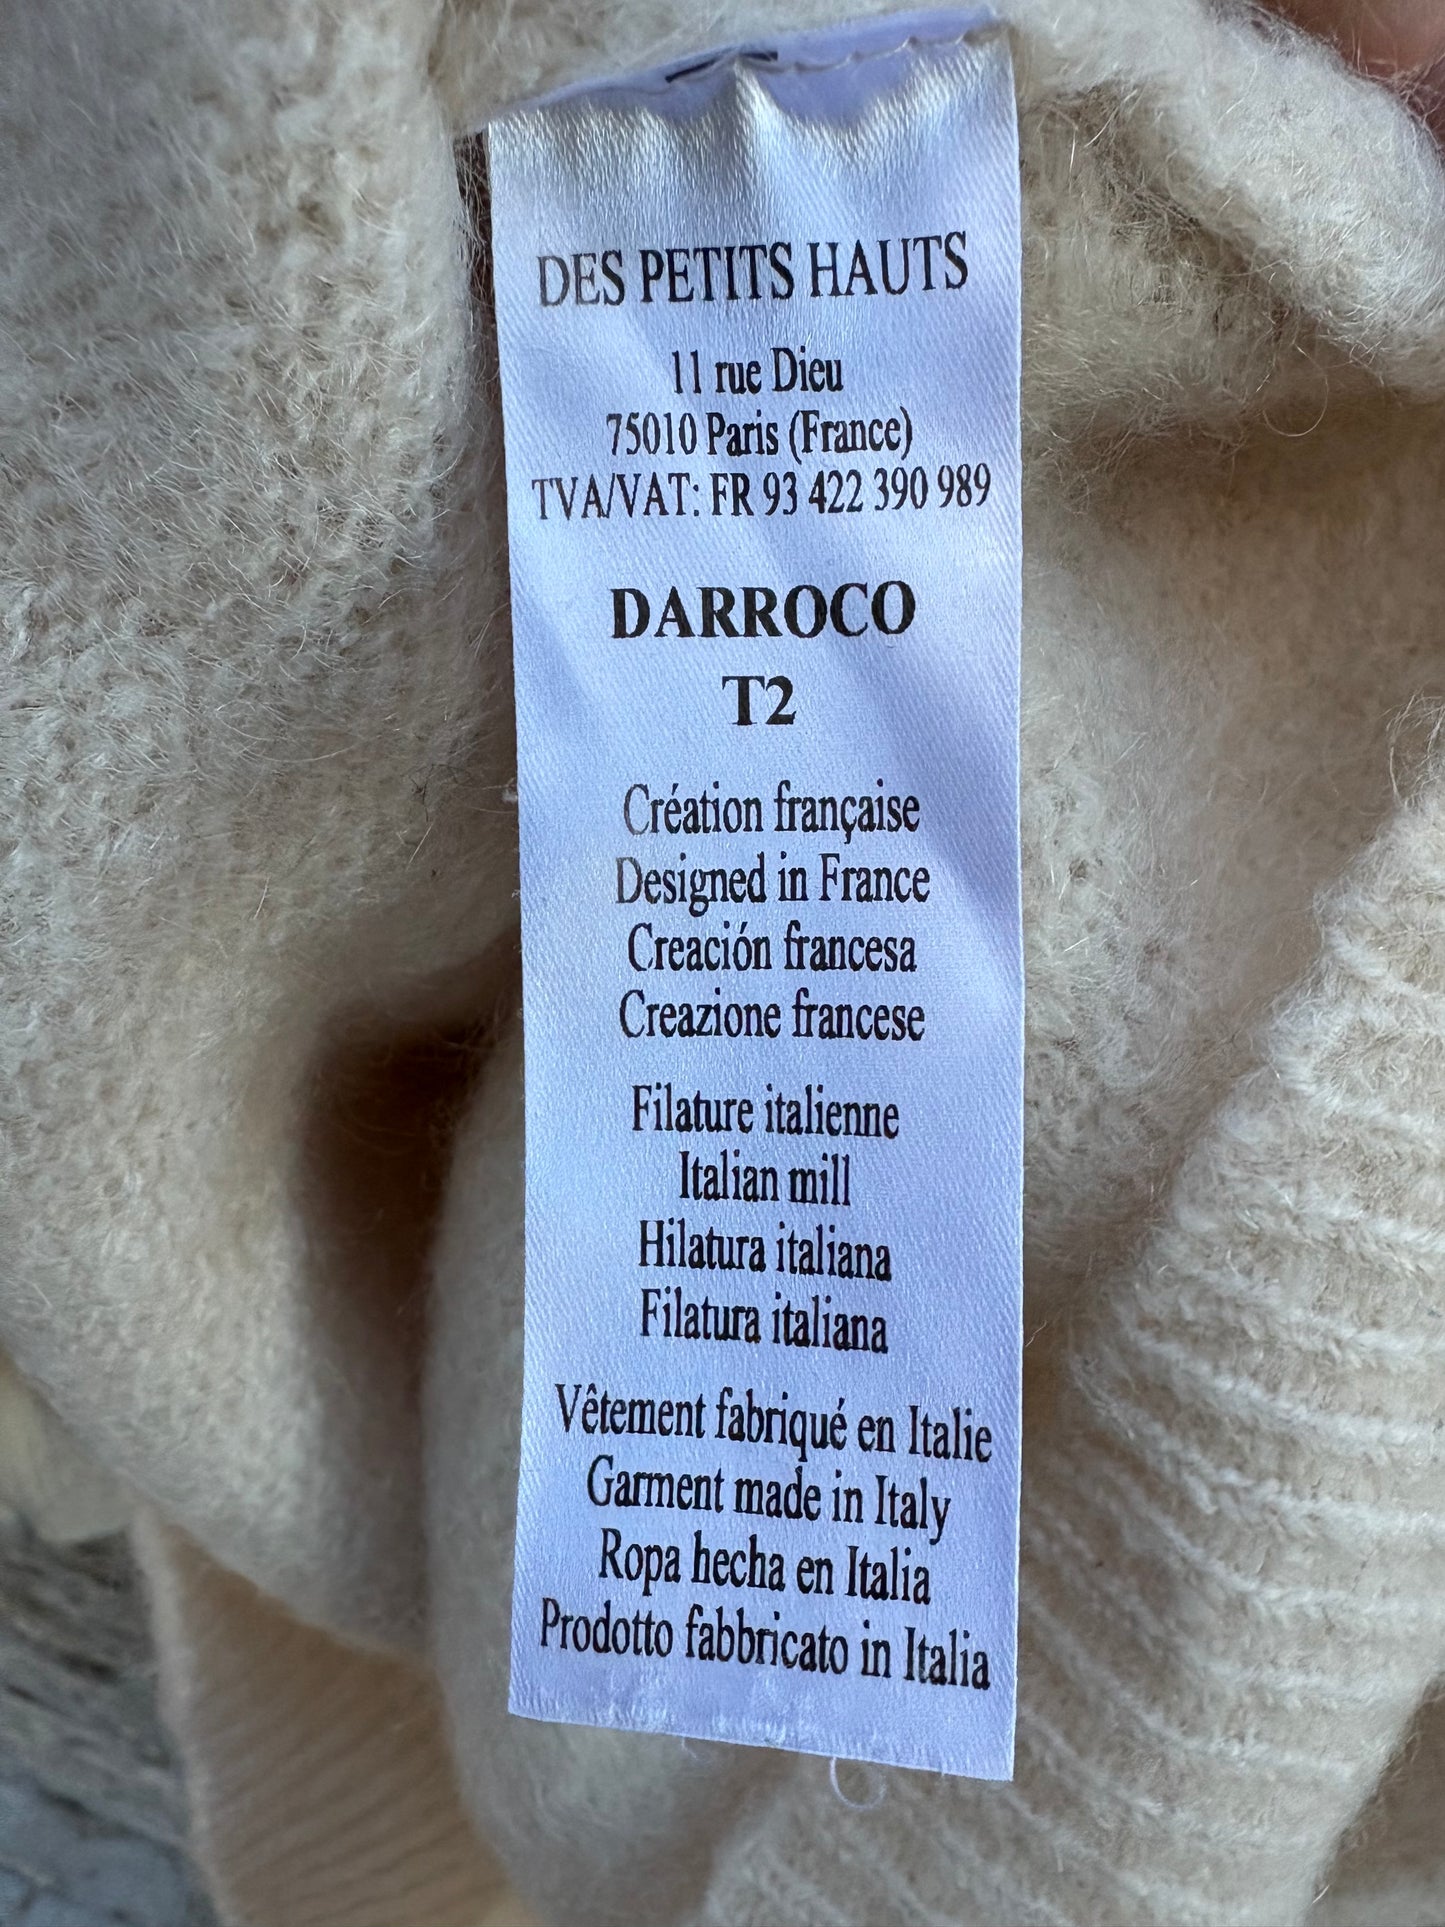 DES PETITS HAUTS
11 rue Dieu
75010 Paris (France)
TVA/VAT: FR 93 422 390 989
DARROCO
T2
Création française
Designed in France
Creación francesa
Creazione francese
Filature italienne
Italian mill
Hilatura italiana
Filatura italiana
Vêtement fabriqué en Italie
Garment made in Italy
Ropa hecha en Italia
Prodotto fabbricato in Italia